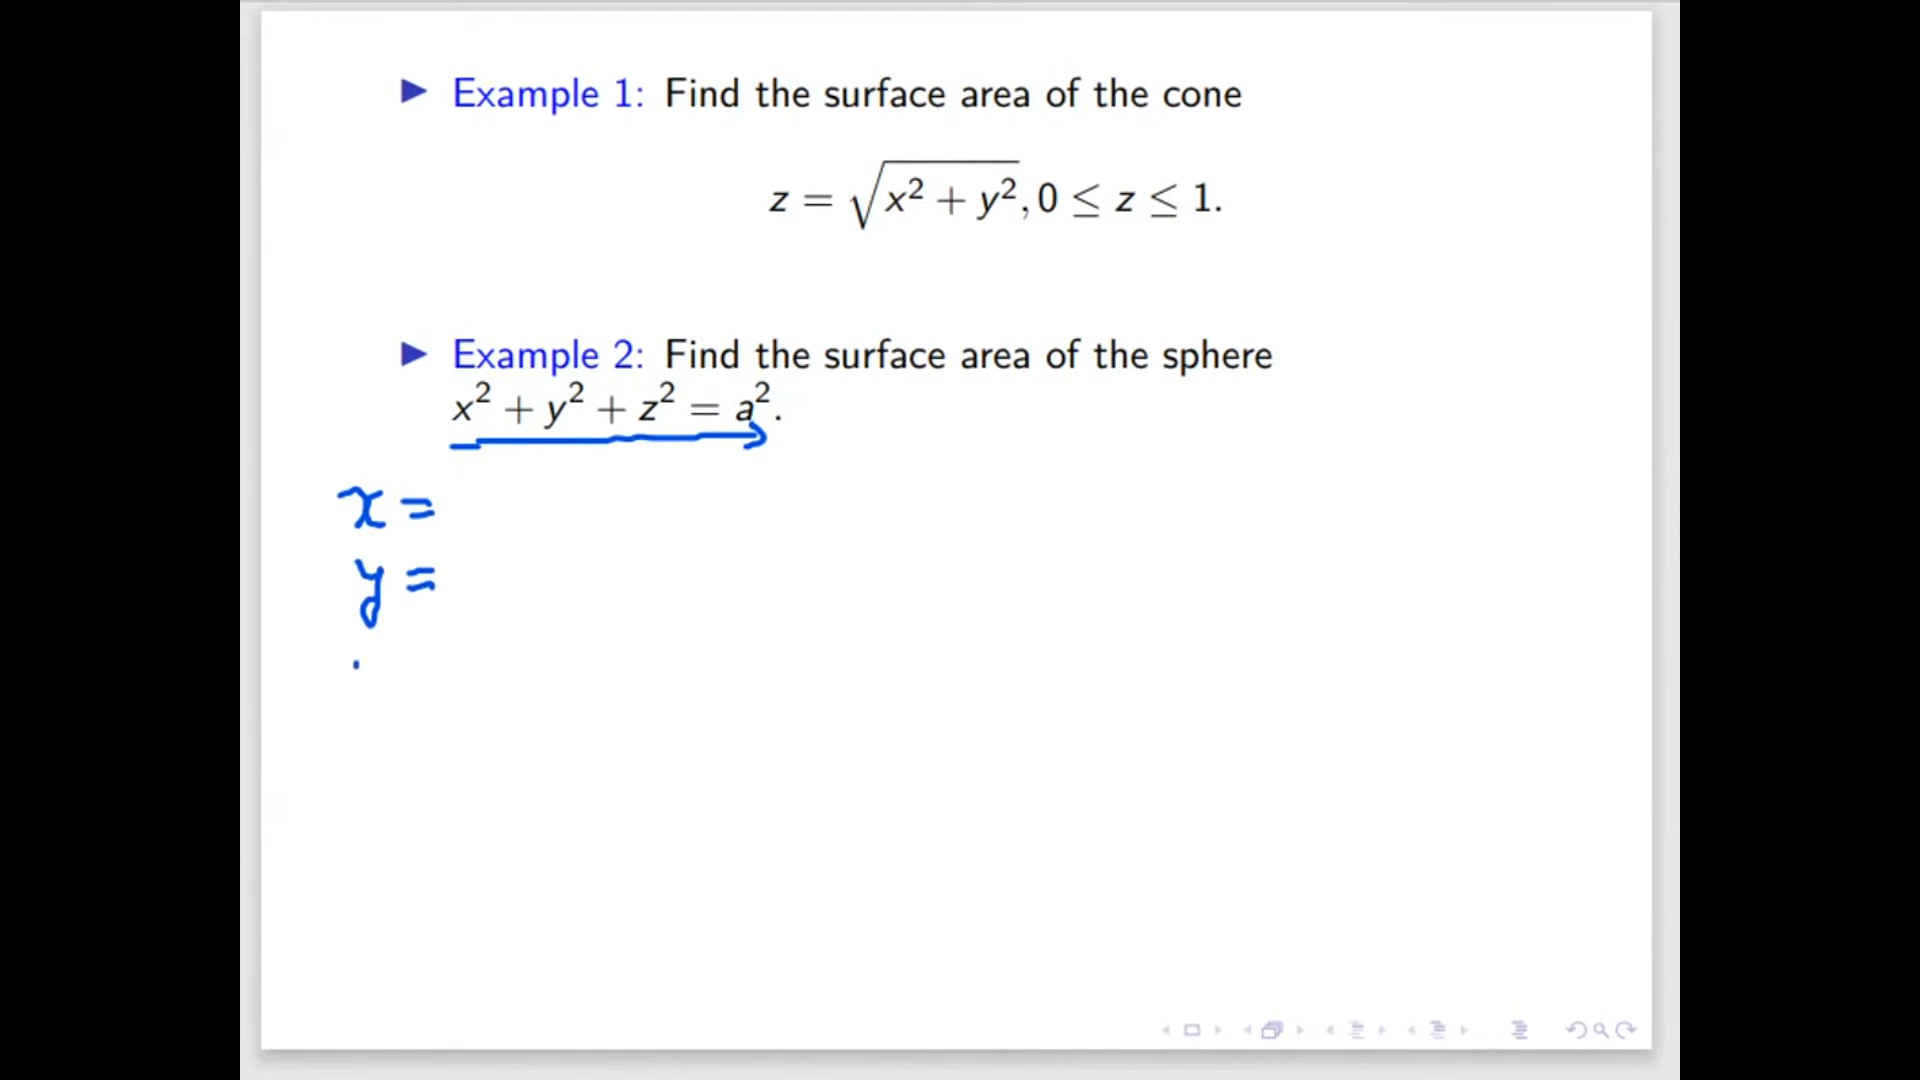 Example 1: Find the surface area of the cone
z = √(x² + y²), 0 ≤ z ≤ 1.
Example 2: Find the surface area of the sphere
x² + y² + z² = a².
x =
y =